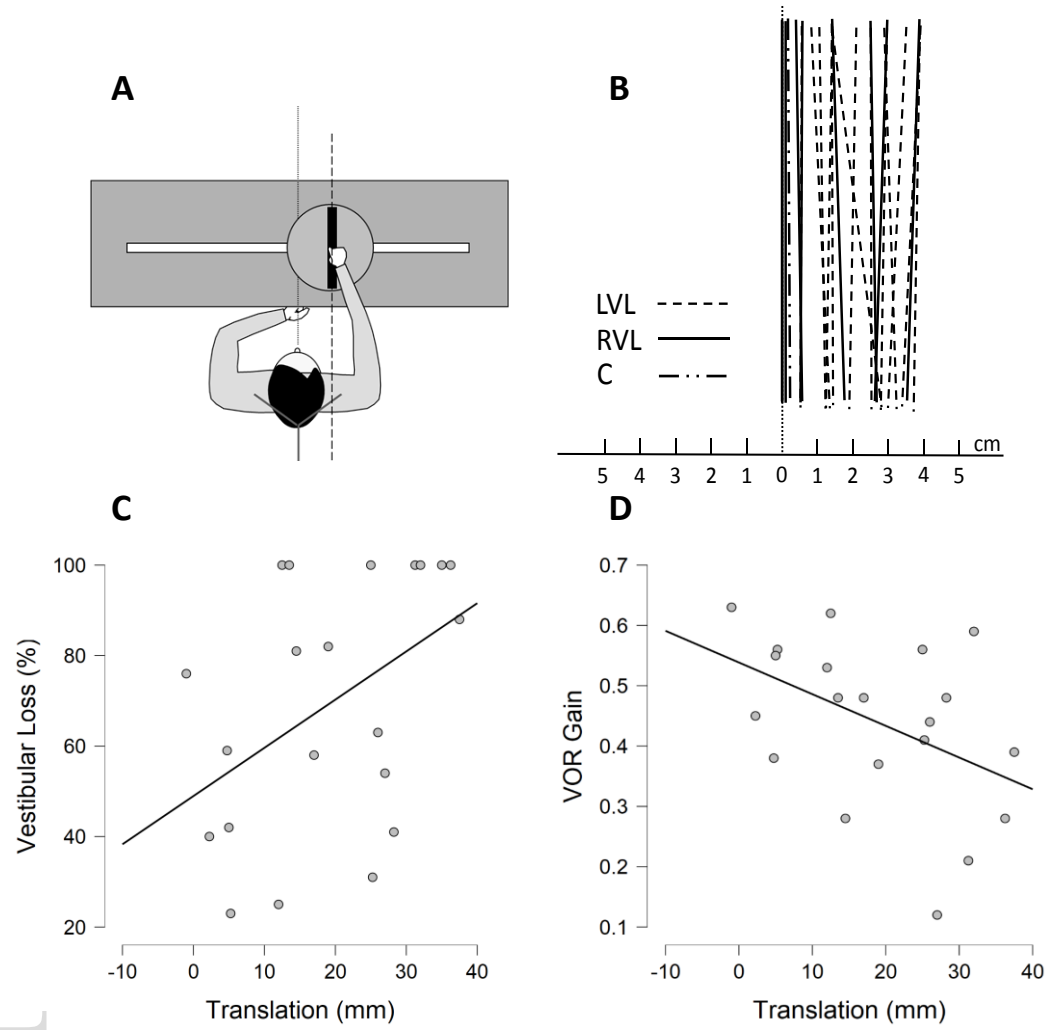 A
B
LVL
RVL
C
cm
5 4 3 2 1 0 1 2 3 4 5
C
Vestibular Loss (%)
100
80
60
40
20
-10 0 10 20 30 40
Translation (mm)
D
VOR Gain
0.7
0.6
0.5
0.4
0.3
0.2
0.1
-10 0 10 20 30 40
Translation (mm)